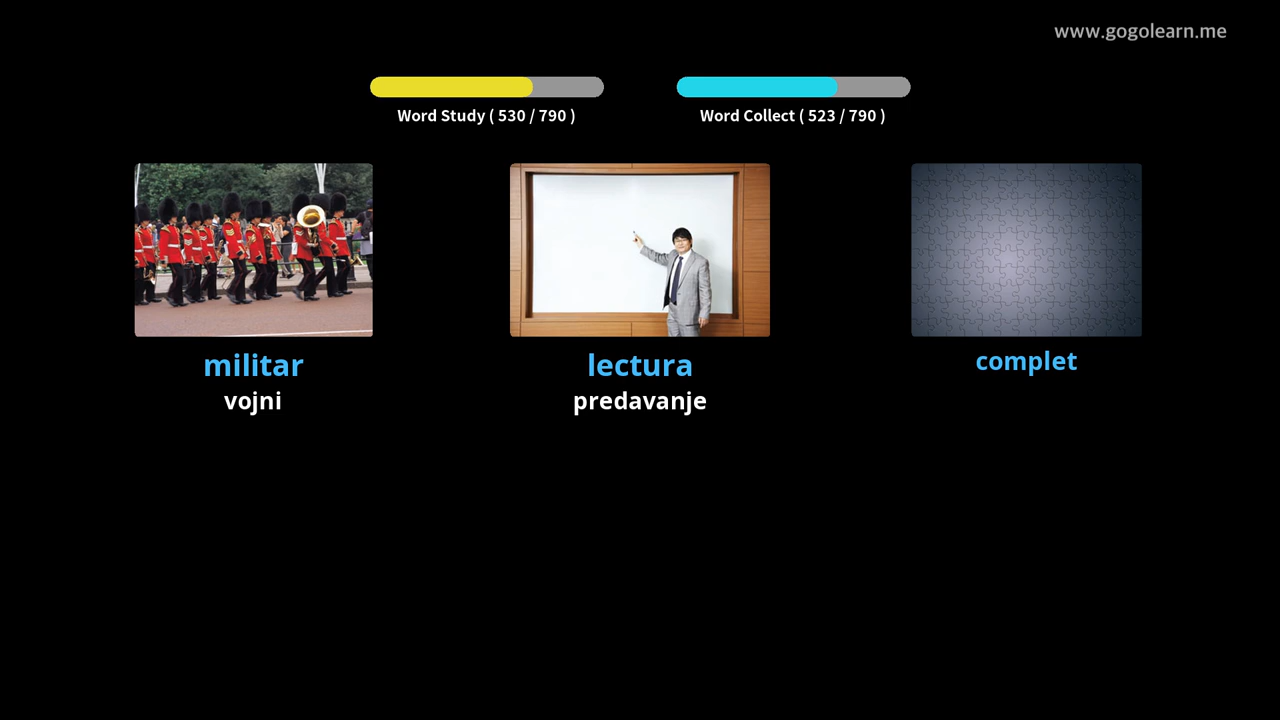 www.gogolearn.me
Word Study ( 530 / 790 )
Word Collect ( 523 / 790 )
militar
vojni
lectura
predavanje
complet